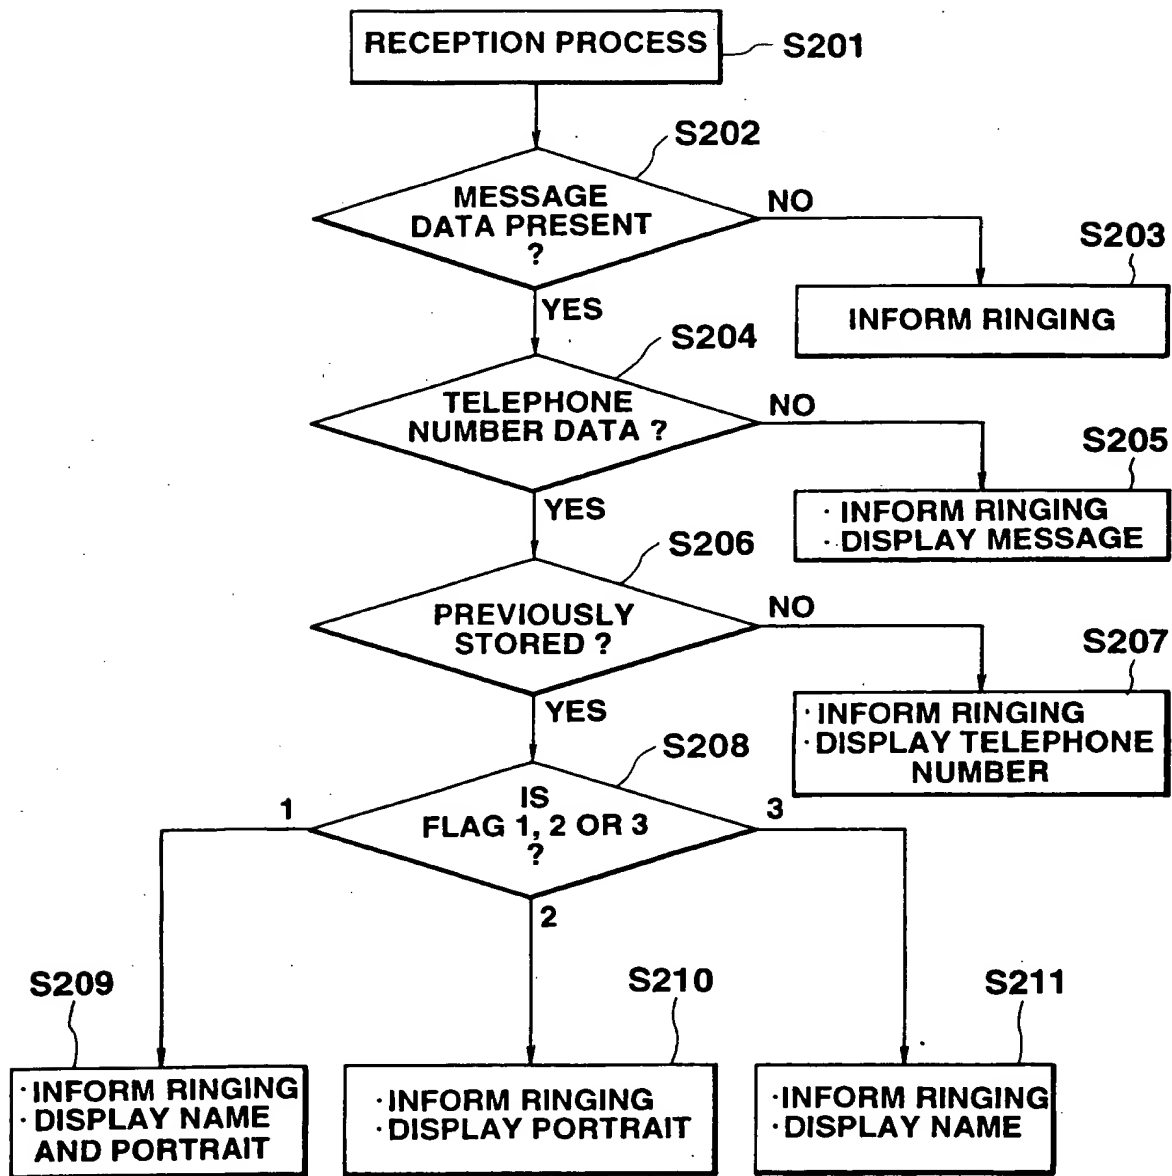 RECEPTION PROCESS
S201
S202
MESSAGE
DATA PRESENT
?
NO
S203
INFORM RINGING
YES
S204
TELEPHONE
NUMBER DATA ?
NO
S205
· INFORM RINGING
· DISPLAY MESSAGE
YES
S206
PREVIOUSLY
STORED ?
NO
S207
· INFORM RINGING
· DISPLAY TELEPHONE
NUMBER
YES
S208
IS
FLAG 1, 2 OR 3
?
1
3
2
S209
S210
S211
· INFORM RINGING
· DISPLAY NAME
AND PORTRAIT
· INFORM RINGING
· DISPLAY PORTRAIT
· INFORM RINGING
· DISPLAY NAME